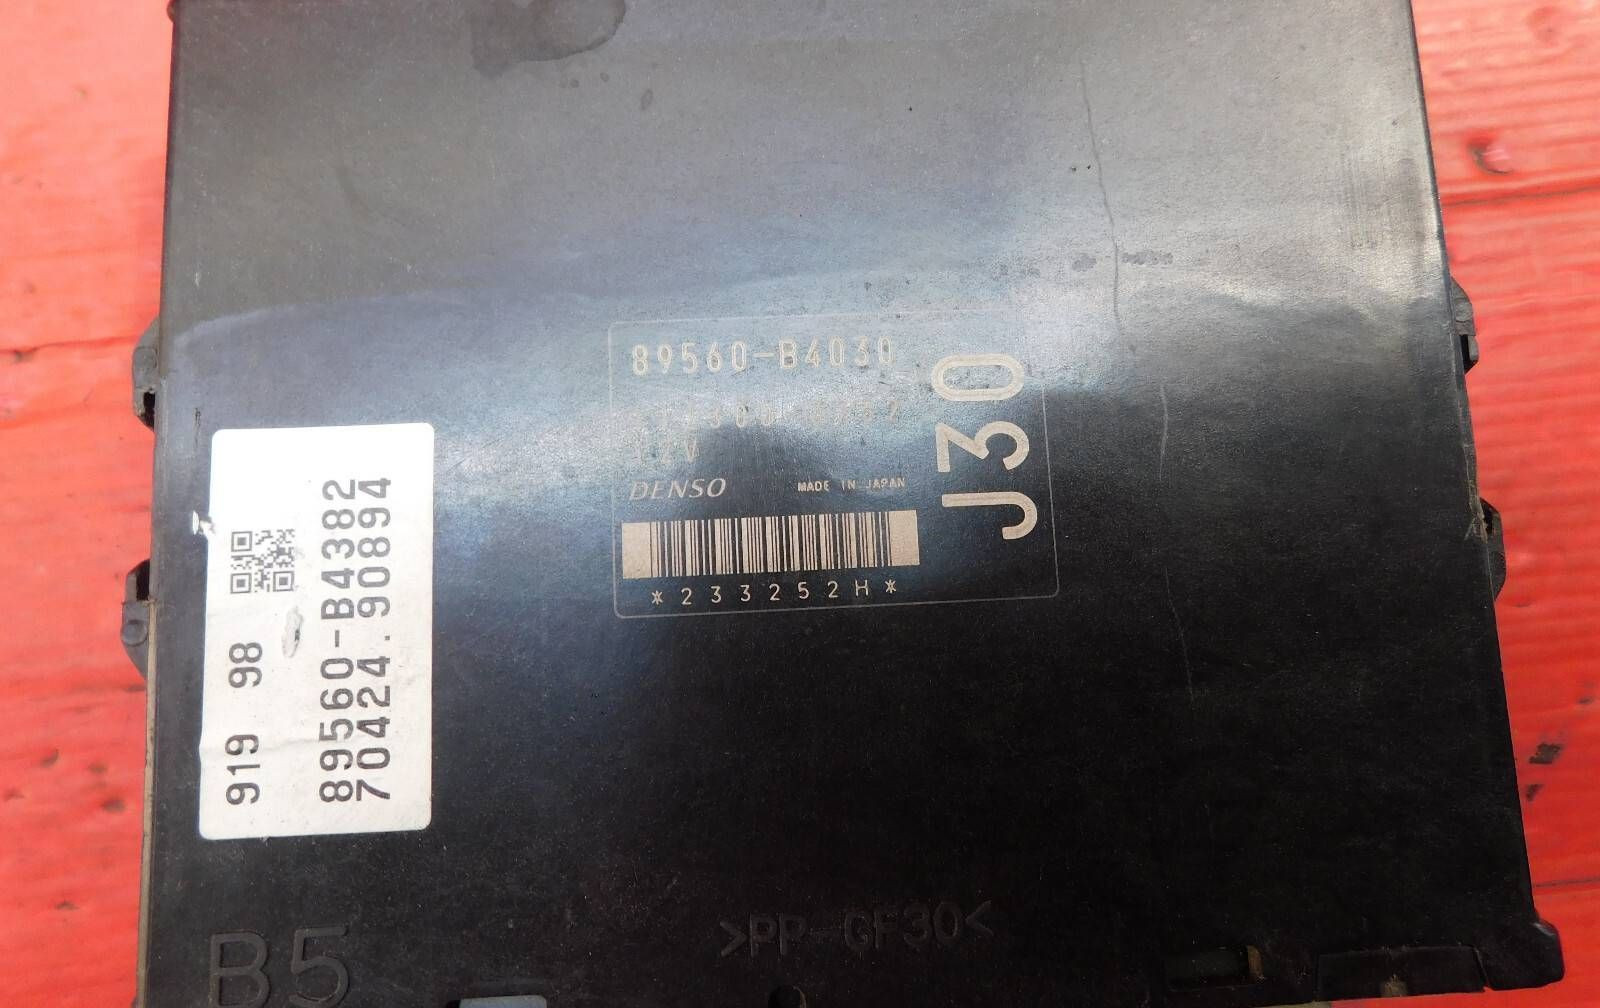 89560-B4030
12V
DENSO MADE IN JAPAN
*233252H*
J30
919 98
89560-B4382
70424.90894
B5
>PP-GF30<